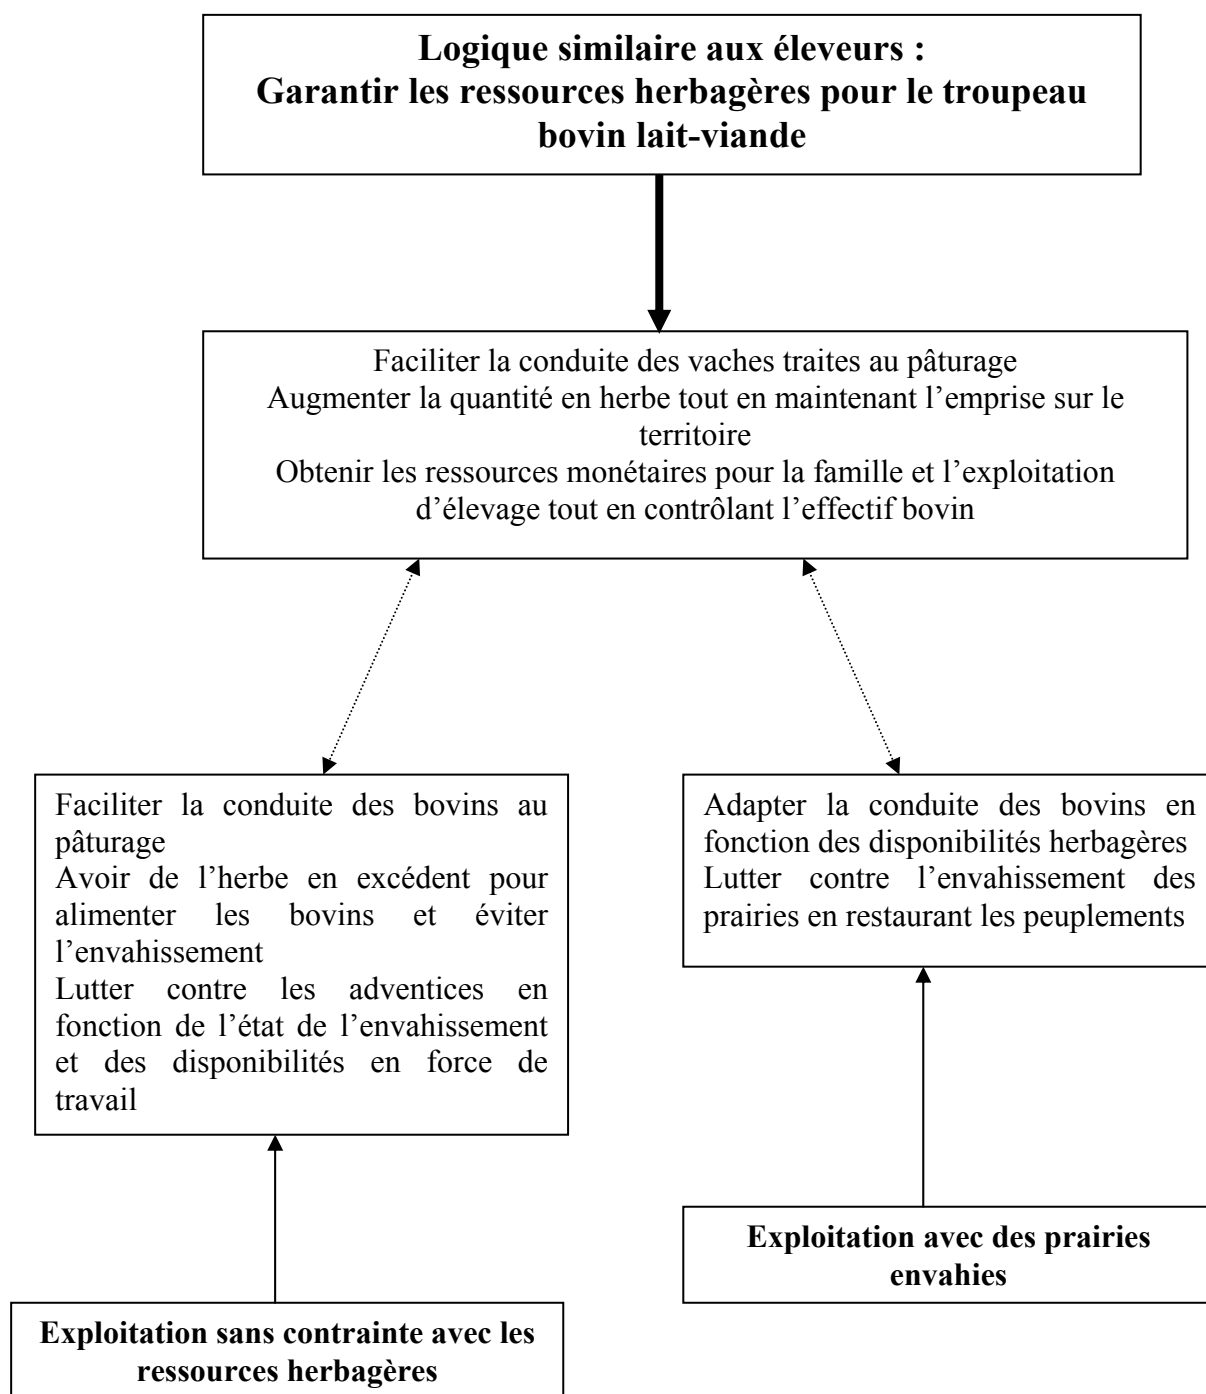 Logique similaire aux éleveurs :
Garantir les ressources herbagères pour le troupeau
bovin lait-viande
Faciliter la conduite des vaches traites au pâturage
Augmenter la quantité en herbe tout en maintenant l’emprise sur le
territoire
Obtenir les ressources monétaires pour la famille et l’exploitation
d’élevage tout en contrôlant l’effectif bovin
Faciliter la conduite des bovins au
pâturage
Avoir de l’herbe en excédent pour
alimenter les bovins et éviter
l’envahissement
Lutter contre les adventices en
fonction de l’état de l’envahissement
et des disponibilités en force de
travail
Adapter la conduite des bovins en
fonction des disponibilités herbagères
Lutter contre l’envahissement des
prairies en restaurant les peuplements
Exploitation avec des prairies
envahies
Exploitation sans contrainte avec les
ressources herbagères